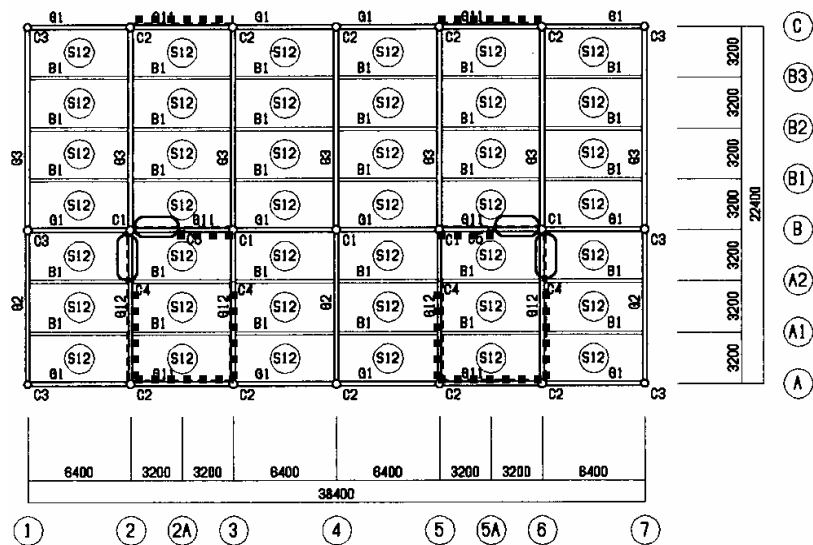 G1 G11 G1 G1 G11 G1
C3 C2 C2 C2 C2 C2 C3 C
S12 S12 S12 S12 S12 S12 3200
B1 B1 B1 B1 B1 B1
B3
S12 S12 S12 S12 S12 S12 3200
B1 B1 B1 B1 B1 B1
B2
G3 S12 G3 S12 G3 S12 G3 S12 G3 S12 G3 S12 G3 3200
B1 B1 B1 B1 B1 B1
B1
S12 S12 S12 S12 S12 S12 3200 22400
G1 C1 G11 G1 G1 G11 C1 G1
C3 C5 C1 C1 C1 C5 C3 B
S12 S12 S12 S12 S12 S12 3200
B1 B1 B1 B1 B1 B1
C4 C4 C4 C4 A2
G2 S12 S12 G12 S12 G2 S12 G12 S12 S12 G2 3200
B1 B1 B1 B1 B1 B1
A1
S12 S12 S12 S12 S12 S12 3200
G1 G11 G1 G1 G11 G1
C3 C2 C2 C2 C2 C2 C3 A
6400 3200 3200 6400 6400 3200 3200 6400
38400
1 2 2A 3 4 5 5A 6 7